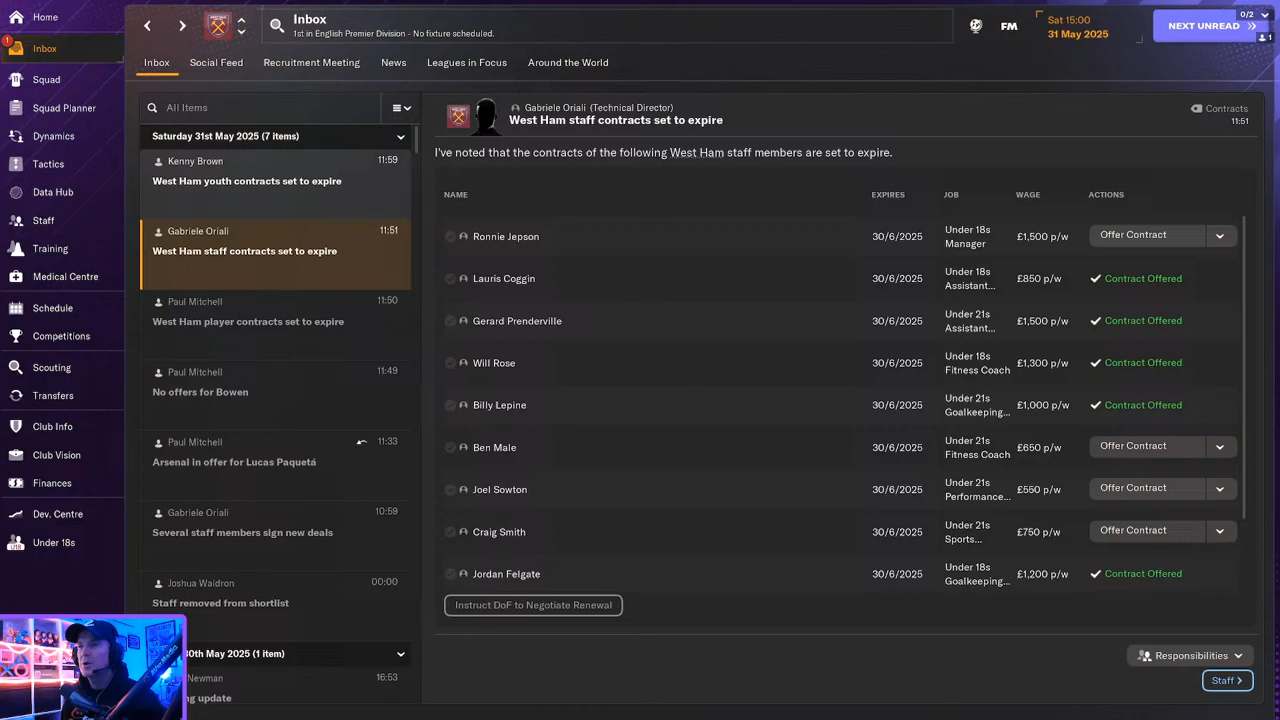 Home
Inbox
1
Squad
Squad Planner
Dynamics
Tactics
Data Hub
Staff
Training
Medical Centre
Schedule
Competitions
Scouting
Transfers
Club Info
Club Vision
Finances
Dev. Centre
Under 18s
U18
Inbox
1st in English Premier Division - No fixture scheduled.
FM
Sat 15:00
31 May 2025
NEXT UNREAD
0/2
1
Inbox
Social Feed
Recruitment Meeting
News
Leagues in Focus
Around the World
All Items
Saturday 31st May 2025 (7 items)
Kenny Brown 11:59
West Ham youth contracts set to expire
Gabriele Oriali 11:51
West Ham staff contracts set to expire
Paul Mitchell 11:50
West Ham player contracts set to expire
Paul Mitchell 11:49
No offers for Bowen
Paul Mitchell 11:33
Arsenal in offer for Lucas Paquetá
Gabriele Oriali 10:59
Several staff members sign new deals
Joshua Waldron 00:00
Staff removed from shortlist
30th May 2025 (1 item)
Newman 16:53
update
Gabriele Oriali (Technical Director)
West Ham staff contracts set to expire
Contracts
11:51
I've noted that the contracts of the following West Ham staff members are set to expire.
NAME EXPIRES JOB WAGE ACTIONS
Ronnie Jepson 30/6/2025 Under 18s Manager £1,500 p/w Offer Contract
Lauris Coggin 30/6/2025 Under 18s Assistant... £850 p/w Contract Offered
Gerard Prenderville 30/6/2025 Under 21s Assistant... £1,500 p/w Contract Offered
Will Rose 30/6/2025 Under 18s Fitness Coach £1,300 p/w Contract Offered
Billy Lepine 30/6/2025 Under 21s Goalkeeping... £1,000 p/w Contract Offered
Ben Male 30/6/2025 Under 21s Fitness Coach £650 p/w Offer Contract
Joel Sowton 30/6/2025 Under 21s Performance... £550 p/w Offer Contract
Craig Smith 30/6/2025 Under 21s Sports... £750 p/w Offer Contract
Jordan Felgate 30/6/2025 Under 18s Goalkeeping... £1,200 p/w Contract Offered
Instruct DoF to Negotiate Renewal
Responsibilities
Staff